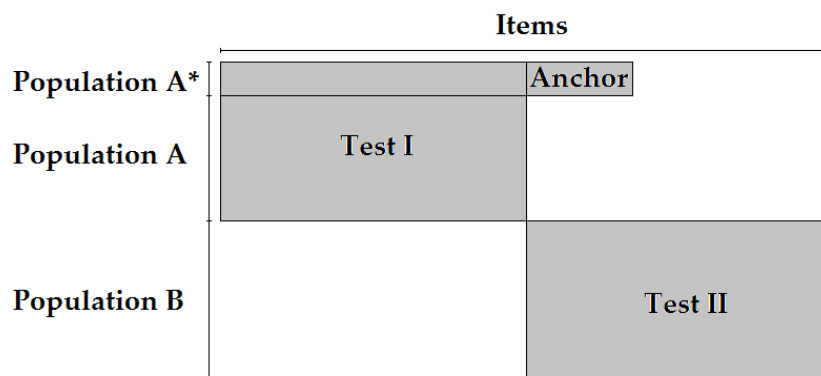 Items
Population A*
Anchor
Population A
Test I
Population B
Test II